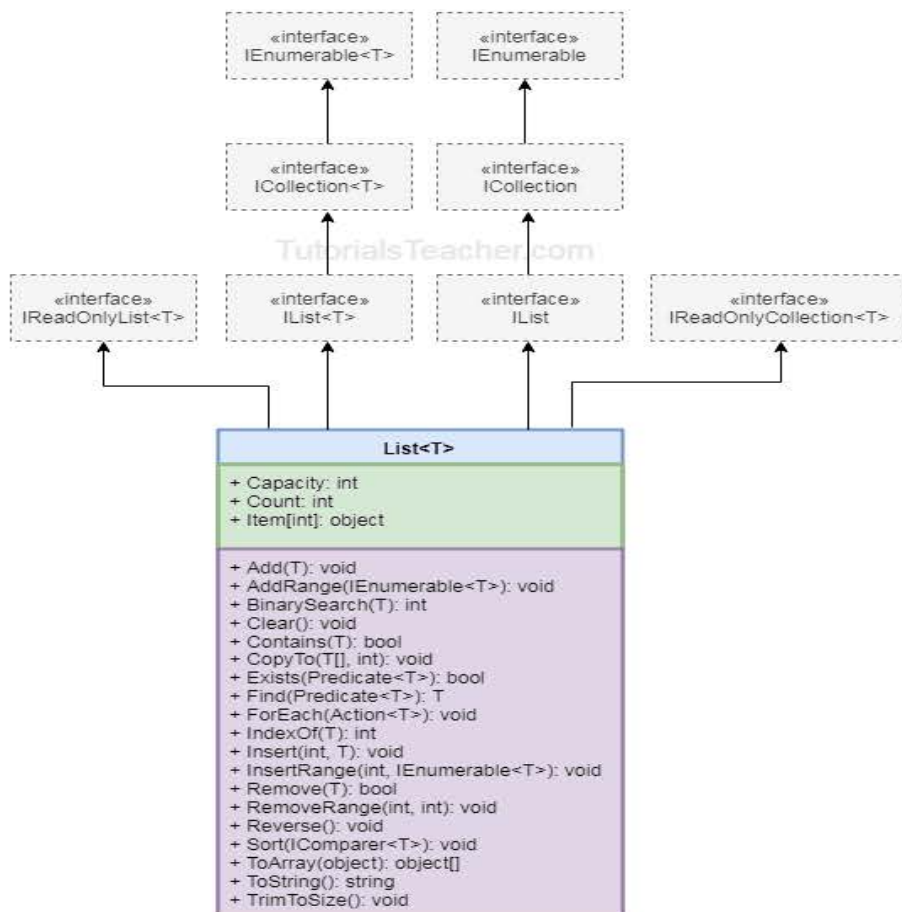 «interface»
IEnumerable<T>
«interface»
IEnumerable
«interface»
ICollection<T>
«interface»
ICollection
TutorialsTeacher.com
«interface»
IReadOnlyList<T>
«interface»
IList<T>
«interface»
IList
«interface»
IReadOnlyCollection<T>
List<T>
+ Capacity: int
+ Count: int
+ Item[int]: object
+ Add(T): void
+ AddRange(IEnumerable<T>): void
+ BinarySearch(T): int
+ Clear(): void
+ Contains(T): bool
+ CopyTo(T[], int): void
+ Exists(Predicate<T>): bool
+ Find(Predicate<T>): T
+ ForEach(Action<T>): void
+ IndexOf(T): int
+ Insert(int, T): void
+ InsertRange(int, IEnumerable<T>): void
+ Remove(T): bool
+ RemoveRange(int, int): void
+ Reverse(): void
+ Sort(IComparer<T>): void
+ ToArray(object): object[]
+ ToString(): string
+ TrimToSize(): void